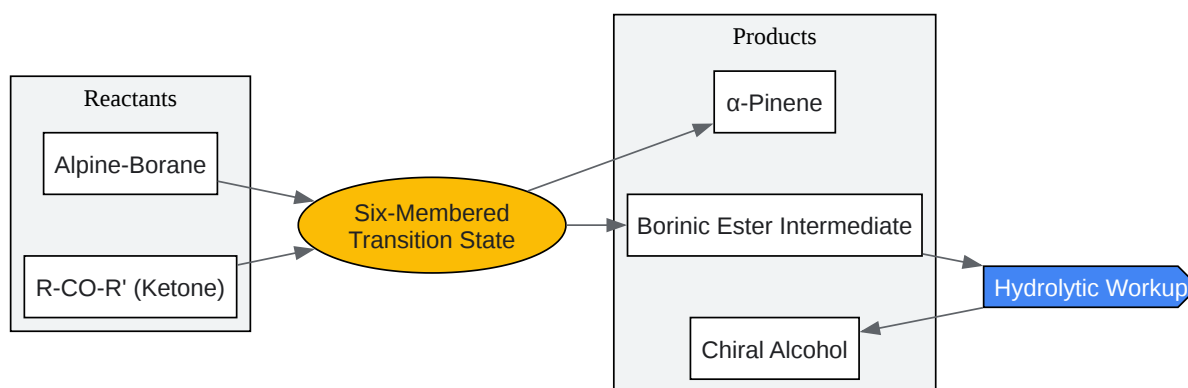 Reactants
Alpine-Borane
R-CO-R' (Ketone)
Six-Membered
Transition State
Products
α-Pinene
Borinic Ester Intermediate
Chiral Alcohol
Hydrolytic Workup